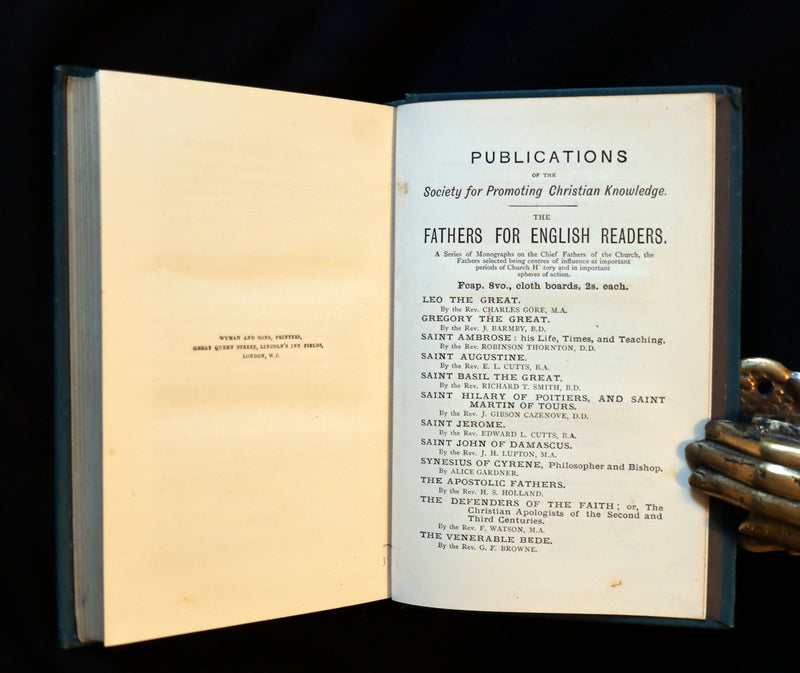 WYMAN AND SONS, PRINTERS,
GREAT QUEEN STREET, LINCOLN'S INN FIELDS,
LONDON, W.C.
PUBLICATIONS
OF THE
Society for Promoting Christian Knowledge.
THE
FATHERS FOR ENGLISH READERS.
A Series of Monographs on the Chief Fathers of the Church, the
Fathers selected being centres of influence at important
periods of Church H tory and in important
spheres of action.
Fcap. 8vo., cloth boards, 2s. each.
LEO THE GREAT.
By the Rev. CHARLES GORE, M.A.
GREGORY THE GREAT.
By the Rev. J. BARMBY, B.D.
SAINT AMBROSE: his Life, Times, and Teaching.
By the Rev. ROBINSON THORNTON, D.D.
SAINT AUGUSTINE.
By the Rev. E. L. CUTTS, B.A.
SAINT BASIL THE GREAT.
By the Rev. RICHARD T. SMITH, B.D.
SAINT HILARY OF POITIERS, AND SAINT
MARTIN OF TOURS.
By the Rev. J. GIBSON CAZENOVE, D.D.
SAINT JEROME.
By the Rev. EDWARD L. CUTTS, B.A.
SAINT JOHN OF DAMASCUS.
By the Rev. J. H. LUPTON, M.A.
SYNESIUS OF CYRENE, Philosopher and Bishop.
By ALICE GARDNER.
THE APOSTOLIC FATHERS.
By the Rev. H. S. HOLLAND.
THE DEFENDERS OF THE FAITH; or, The
Christian Apologists of the Second and
Third Centuries.
By the Rev. F. WATSON, M.A.
THE VENERABLE BEDE.
By the Rev. G. F. BROWNE.